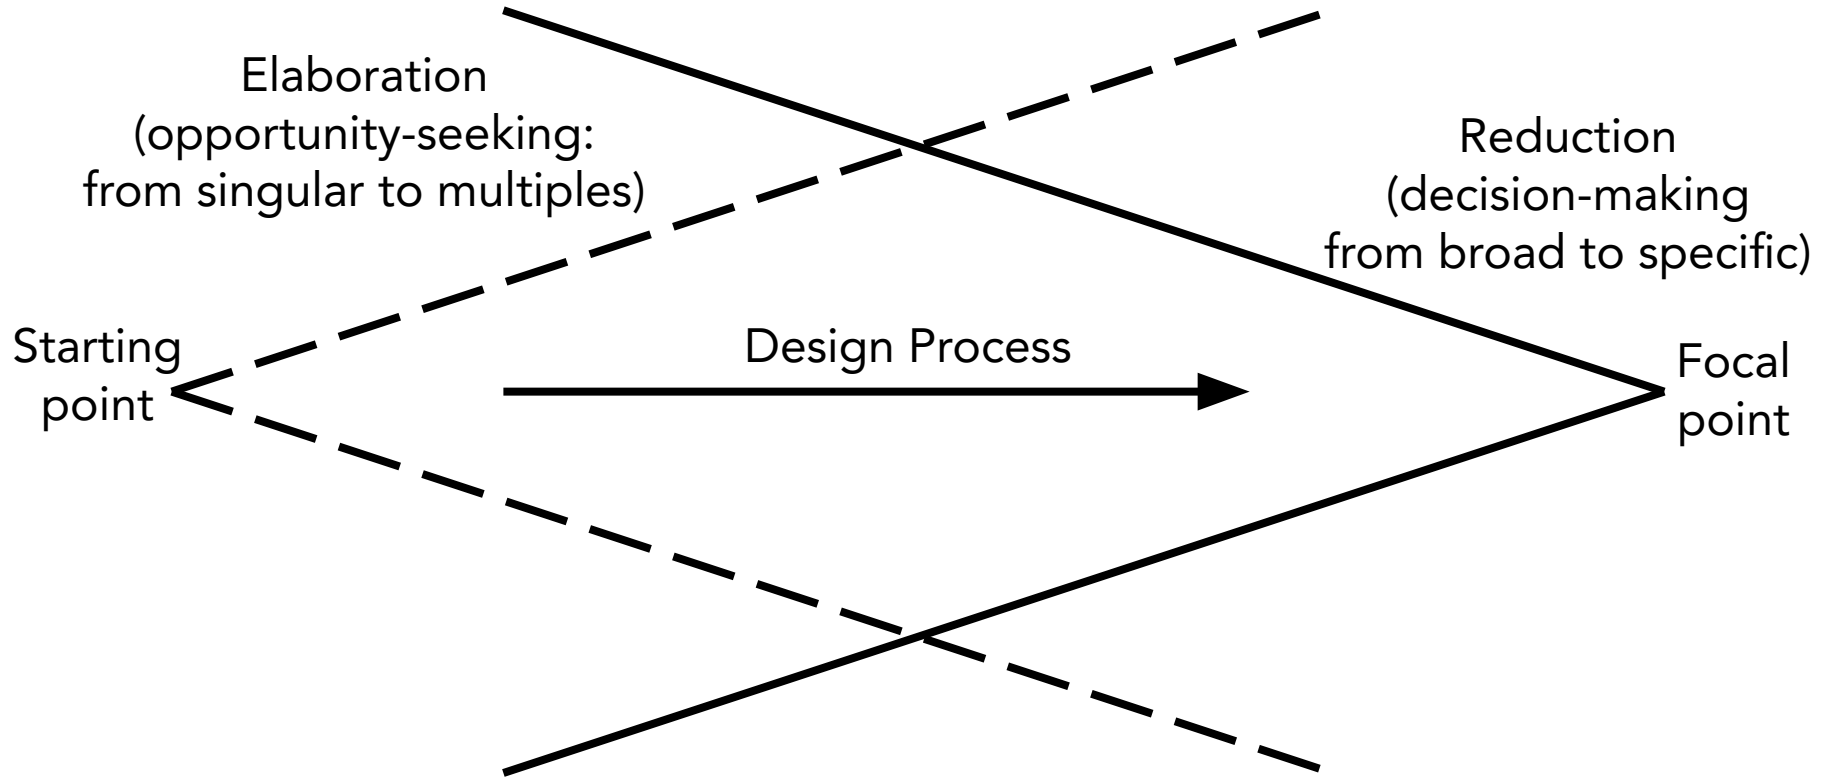 Elaboration
(opportunity-seeking:
from singular to multiples)
Reduction
(decision-making
from broad to specific)
Starting
point
Design Process
Focal
point